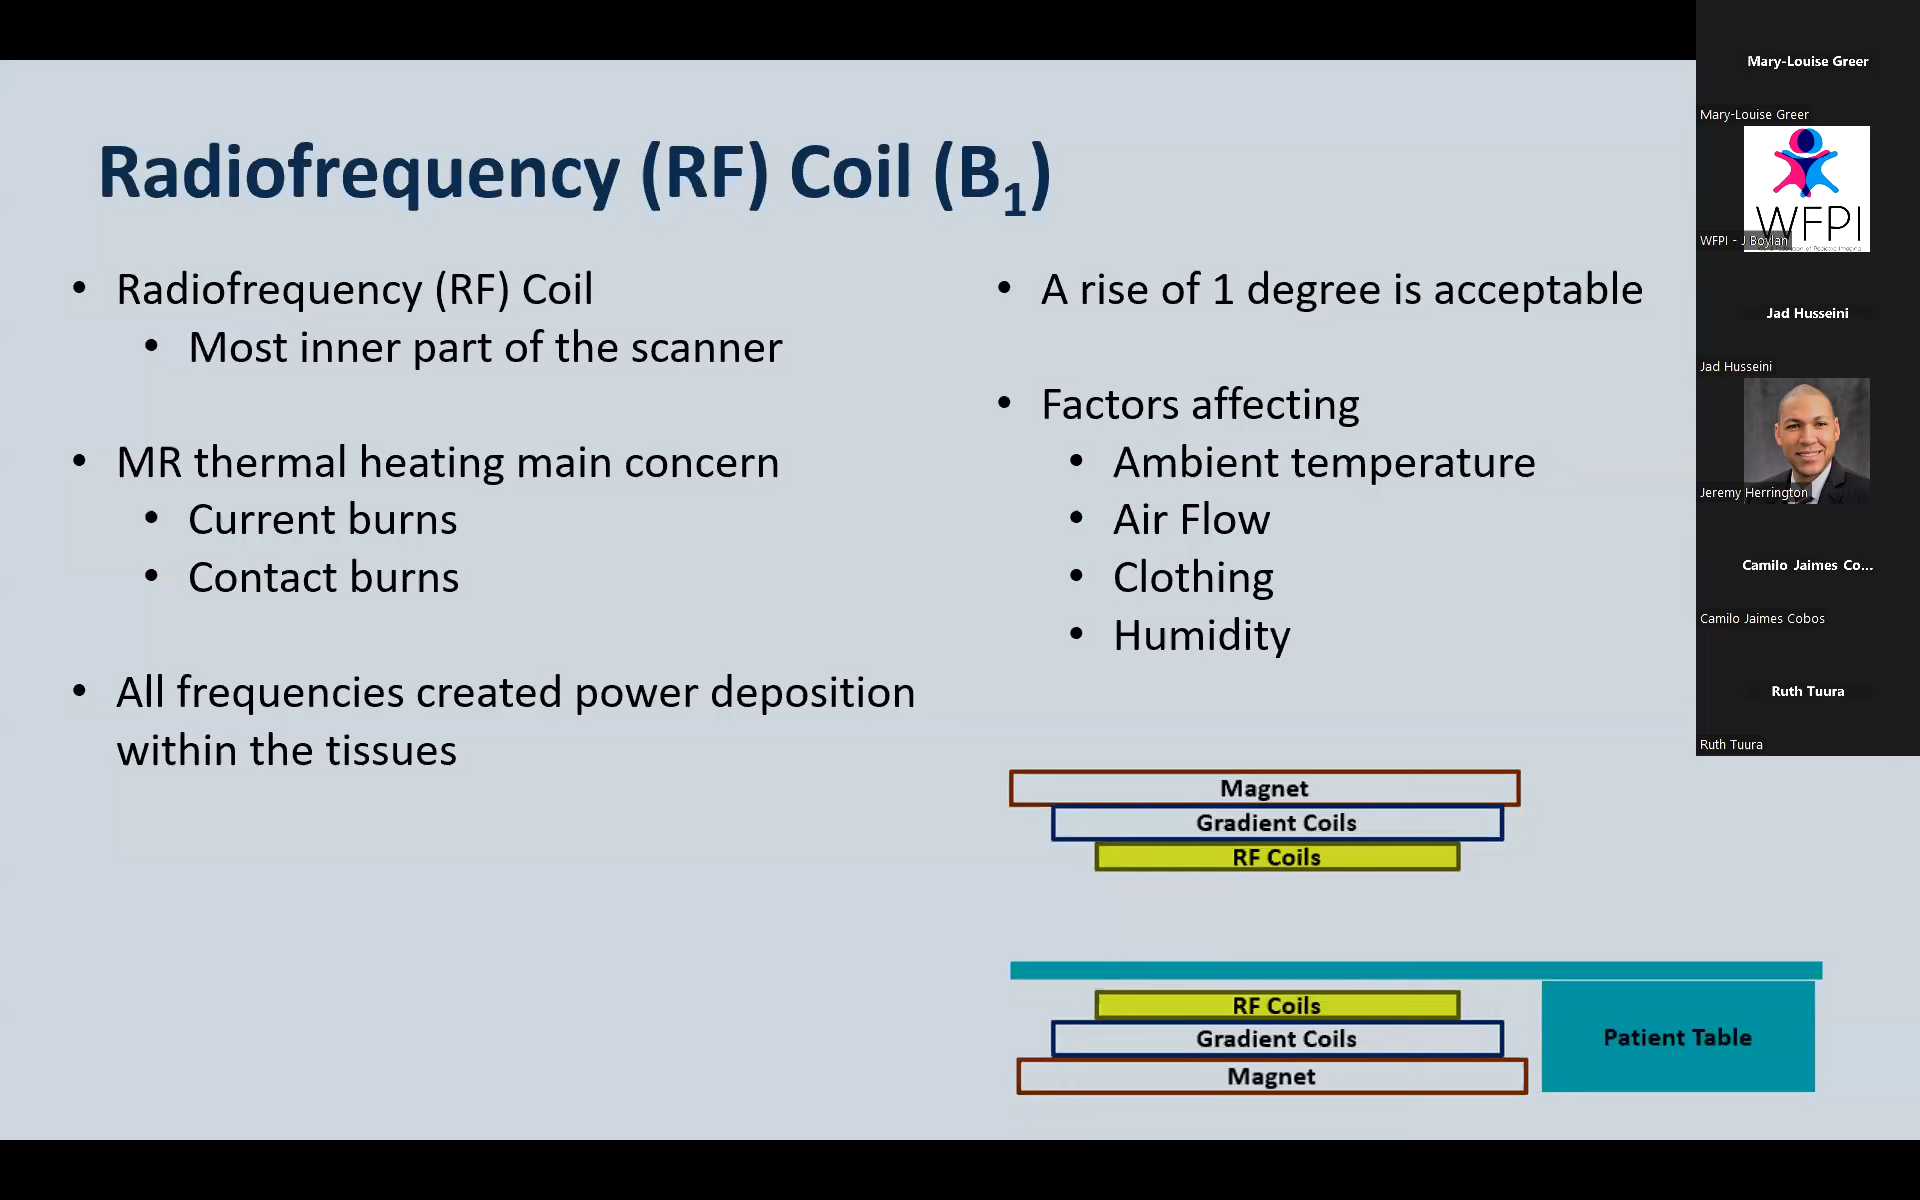 Radiofrequency (RF) Coil (B1)
• Radiofrequency (RF) Coil
• Most inner part of the scanner
• MR thermal heating main concern
• Current burns
• Contact burns
• All frequencies created power deposition
within the tissues
• A rise of 1 degree is acceptable
• Factors affecting
• Ambient temperature
• Air Flow
• Clothing
• Humidity
Magnet
Gradient Coils
RF Coils
RF Coils
Gradient Coils
Magnet
Patient Table
Mary-Louise Greer
Mary-Louise Greer
WFPI
WFPI - J Boylan
Jad Husseini
Jad Husseini
Jeremy Herrington
Camilo Jaimes Co...
Camilo Jaimes Cobos
Ruth Tuura
Ruth Tuura